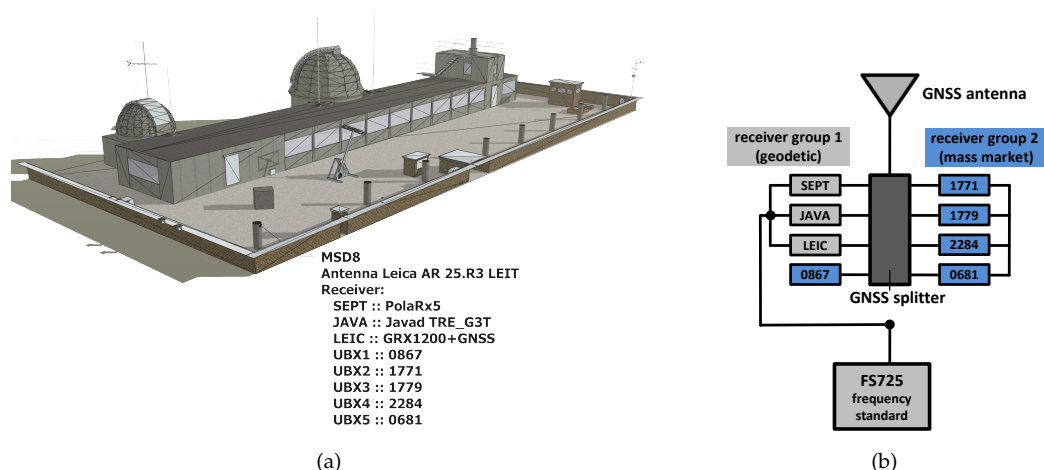 MSD8
Antenna Leica AR 25.R3 LEIT
Receiver:
SEPT :: PolaRx5
JAVA :: Javad TRE_G3T
LEIC :: GRX1200+GNSS
UBX1 :: 0867
UBX2 :: 1771
UBX3 :: 1779
UBX4 :: 2284
UBX5 :: 0681
(a)
GNSS antenna
receiver group 1
(geodetic)
receiver group 2
(mass market)
SEPT
1771
JAVA
1779
LEIC
2284
0867
0681
GNSS splitter
FS725
frequency
standard
(b)